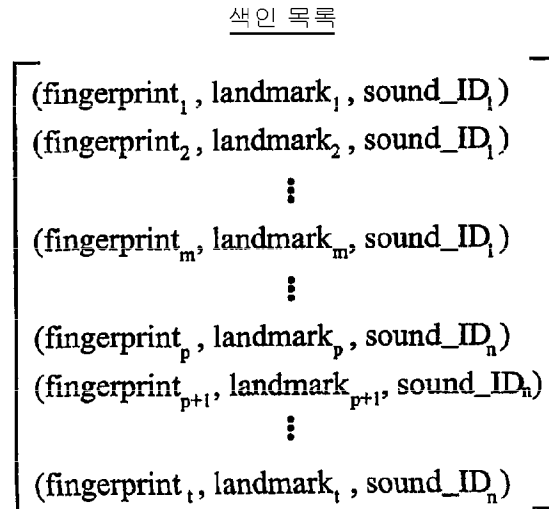 색인 목록
(fingerprint₁, landmark₁, sound_ID₁)
(fingerprint₂, landmark₂, sound_ID₁)
⋮
(fingerprintₘ, landmarkₘ, sound_IDᵢ)
⋮
(fingerprintₚ, landmarkₚ, sound_IDₙ)
(fingerprintₚ₊₁, landmarkₚ₊₁, sound_IDₙ)
⋮
(fingerprintₜ, landmarkₜ, sound_IDₙ)